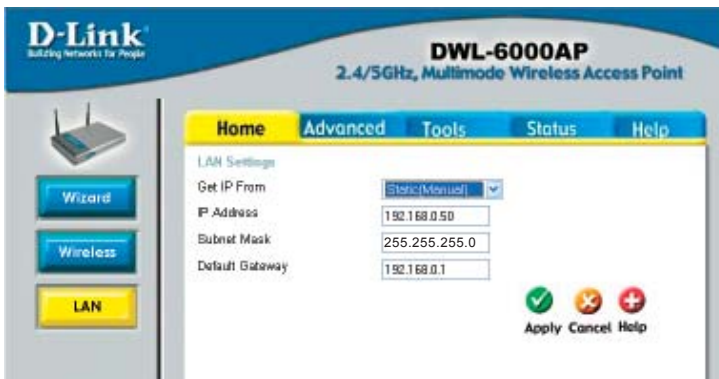 D-Link
Building Networks for People
DWL-6000AP
2.4/5GHz, Multimode Wireless Access Point
Home Advanced Tools Status Help
LAN Settings
Get IP From Static(Manual)
IP Address 192.168.0.50
Subnet Mask 255.255.255.0
Default Gateway 192.168.0.1
Wizard
Wireless
LAN
Apply Cancel Help